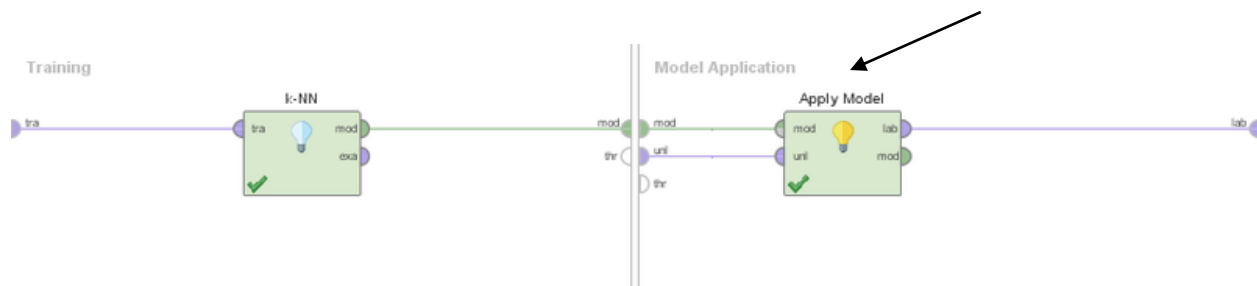 Training
Model Application
k-NN
Apply Model
tra
tra
mod
exa
mod
thr
mod
unl
thr
mod
unl
lab
mod
lab